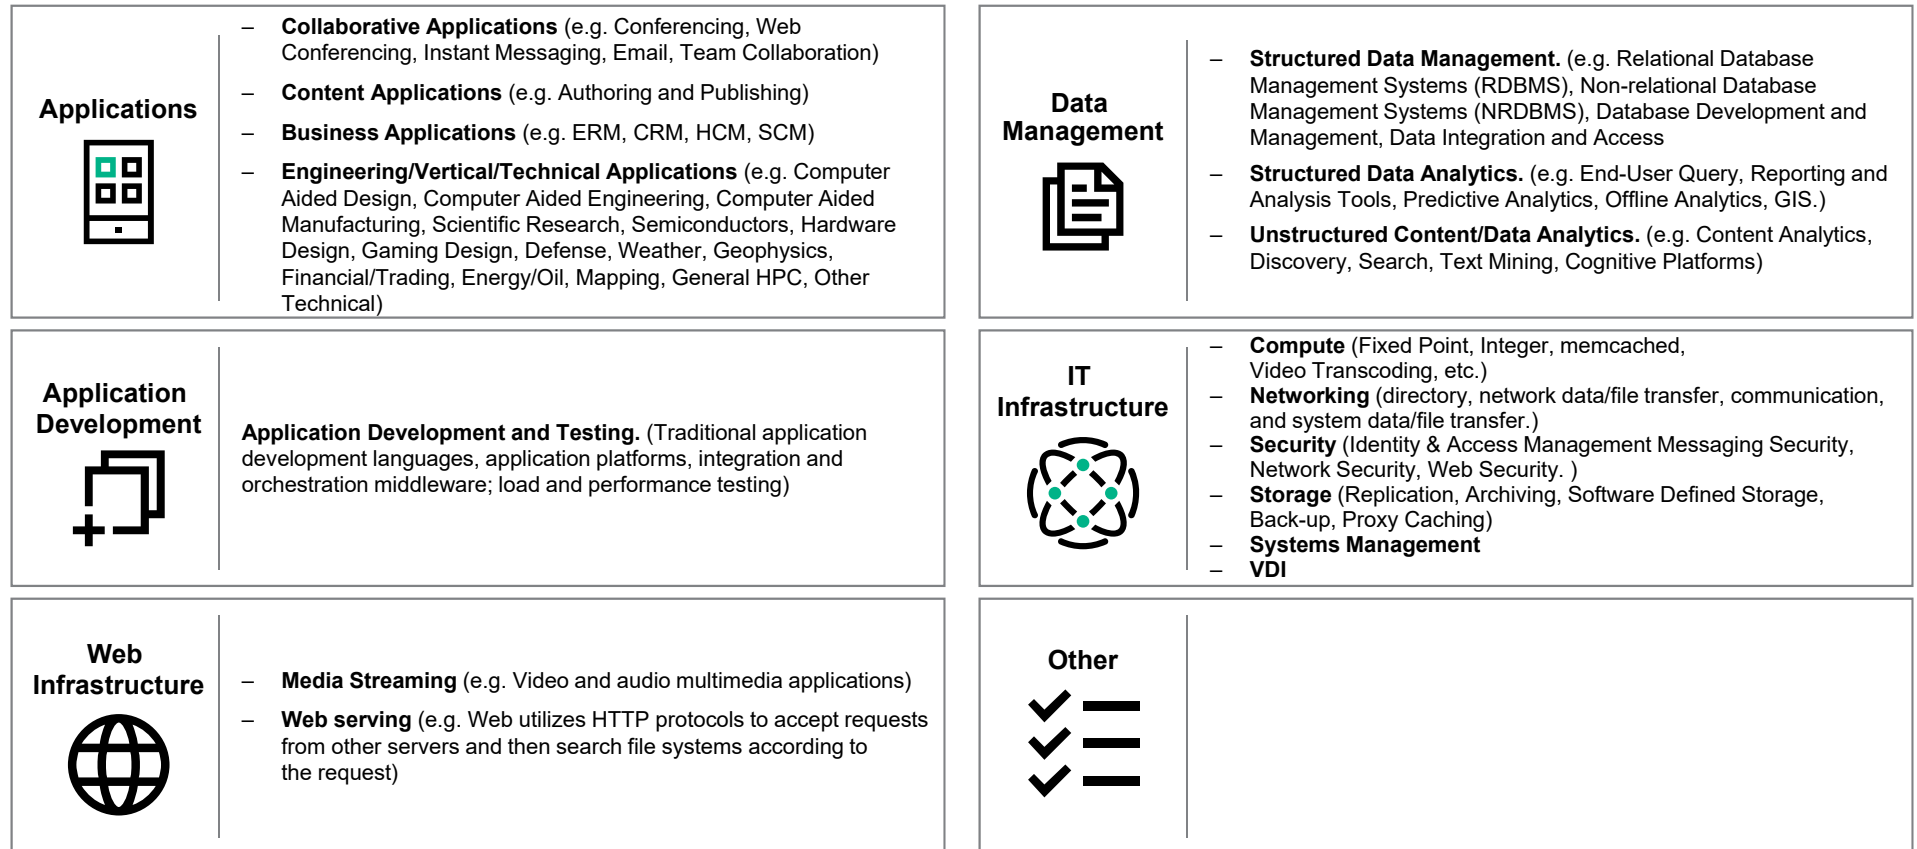 Applications
– Collaborative Applications (e.g. Conferencing, Web
Conferencing, Instant Messaging, Email, Team Collaboration)
– Content Applications (e.g. Authoring and Publishing)
– Business Applications (e.g. ERM, CRM, HCM, SCM)
– Engineering/Vertical/Technical Applications (e.g. Computer
Aided Design, Computer Aided Engineering, Computer Aided
Manufacturing, Scientific Research, Semiconductors, Hardware
Design, Gaming Design, Defense, Weather, Geophysics,
Financial/Trading, Energy/Oil, Mapping, General HPC, Other
Technical)
Data
Management
– Structured Data Management. (e.g. Relational Database
Management Systems (RDBMS), Non-relational Database
Management Systems (NRDBMS), Database Development and
Management, Data Integration and Access
– Structured Data Analytics. (e.g. End-User Query, Reporting and
Analysis Tools, Predictive Analytics, Offline Analytics, GIS.)
– Unstructured Content/Data Analytics. (e.g. Content Analytics,
Discovery, Search, Text Mining, Cognitive Platforms)
Application
Development
Application Development and Testing. (Traditional application
development languages, application platforms, integration and
orchestration middleware; load and performance testing)
IT
Infrastructure
– Compute (Fixed Point, Integer, memcached,
Video Transcoding, etc.)
– Networking (directory, network data/file transfer, communication,
and system data/file transfer.)
– Security (Identity & Access Management Messaging Security,
Network Security, Web Security. )
– Storage (Replication, Archiving, Software Defined Storage,
Back-up, Proxy Caching)
– Systems Management
– VDI
Web
Infrastructure
– Media Streaming (e.g. Video and audio multimedia applications)
– Web serving (e.g. Web utilizes HTTP protocols to accept requests
from other servers and then search file systems according to
the request)
Other